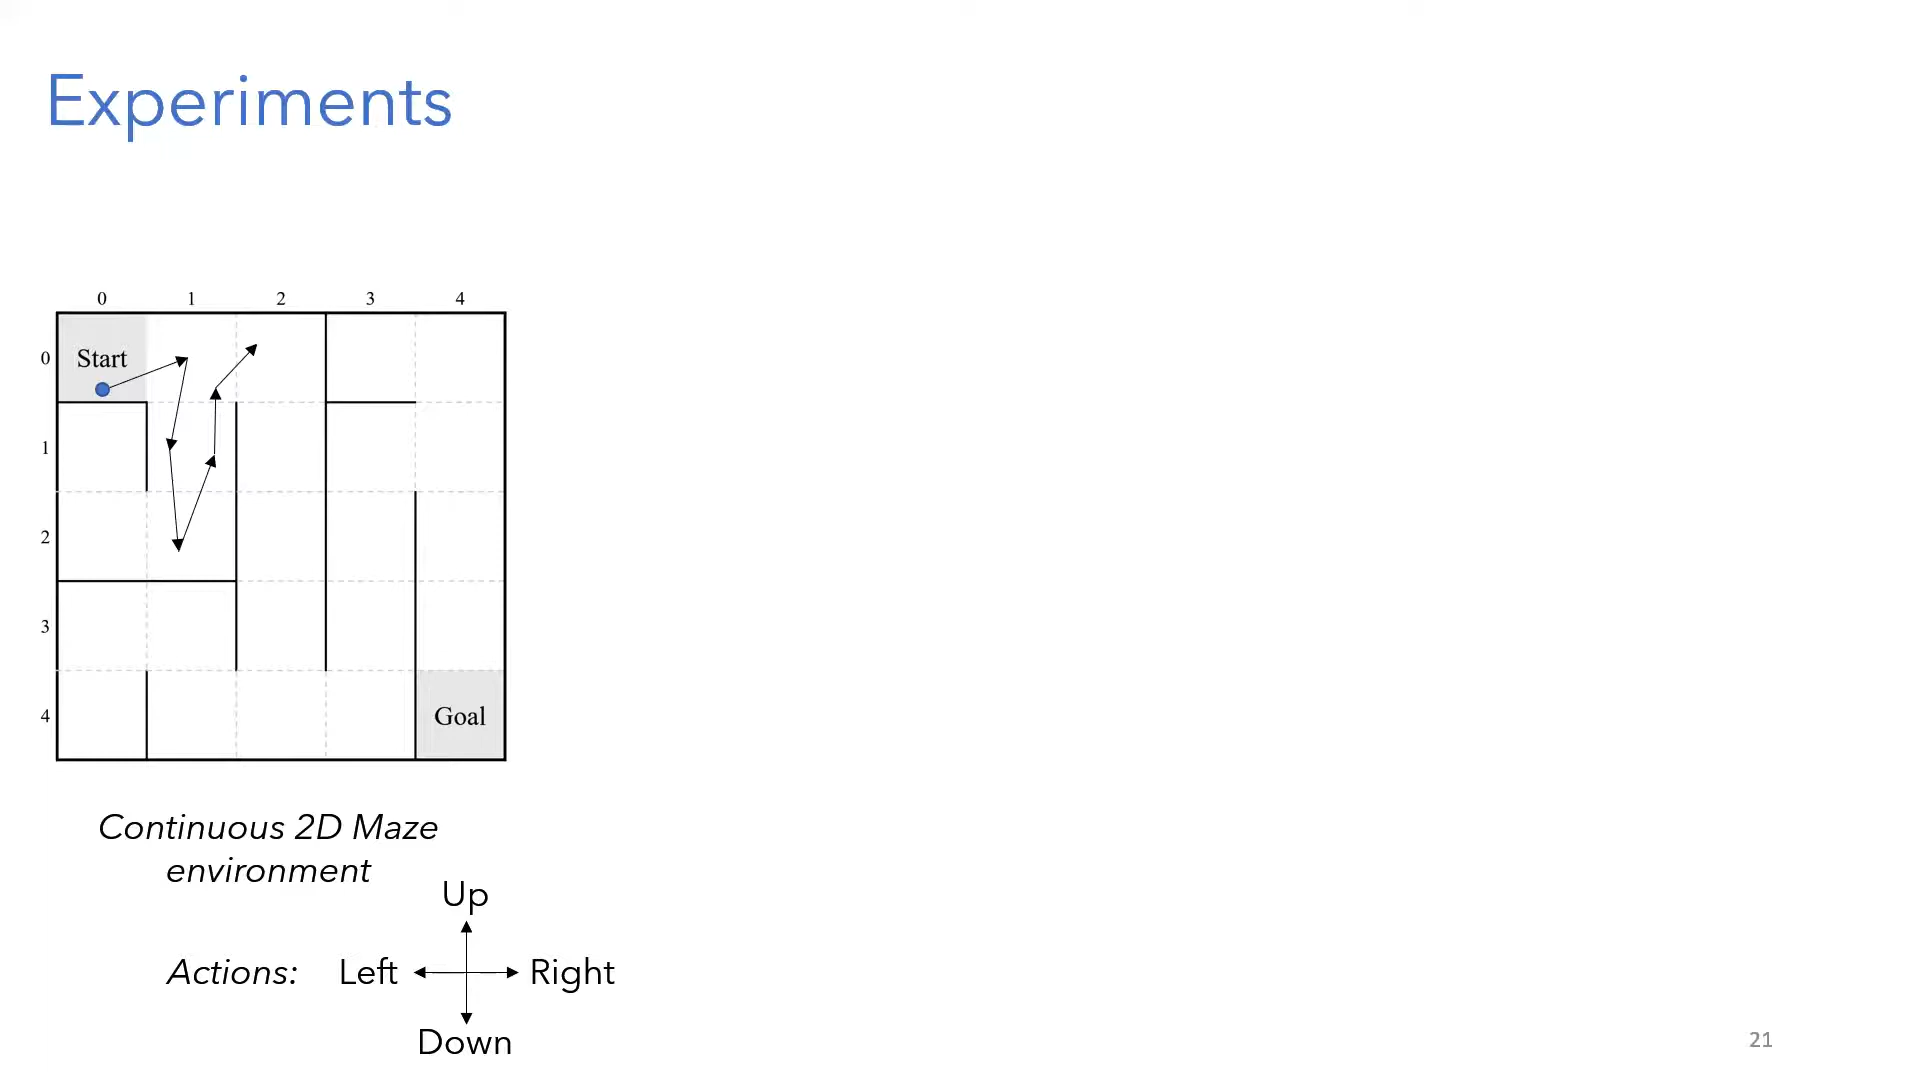 Experiments
0 1 2 3 4
0
Start
1
2
3
4
Goal
Continuous 2D Maze
environment
Up
Actions: Left Right
Down
21